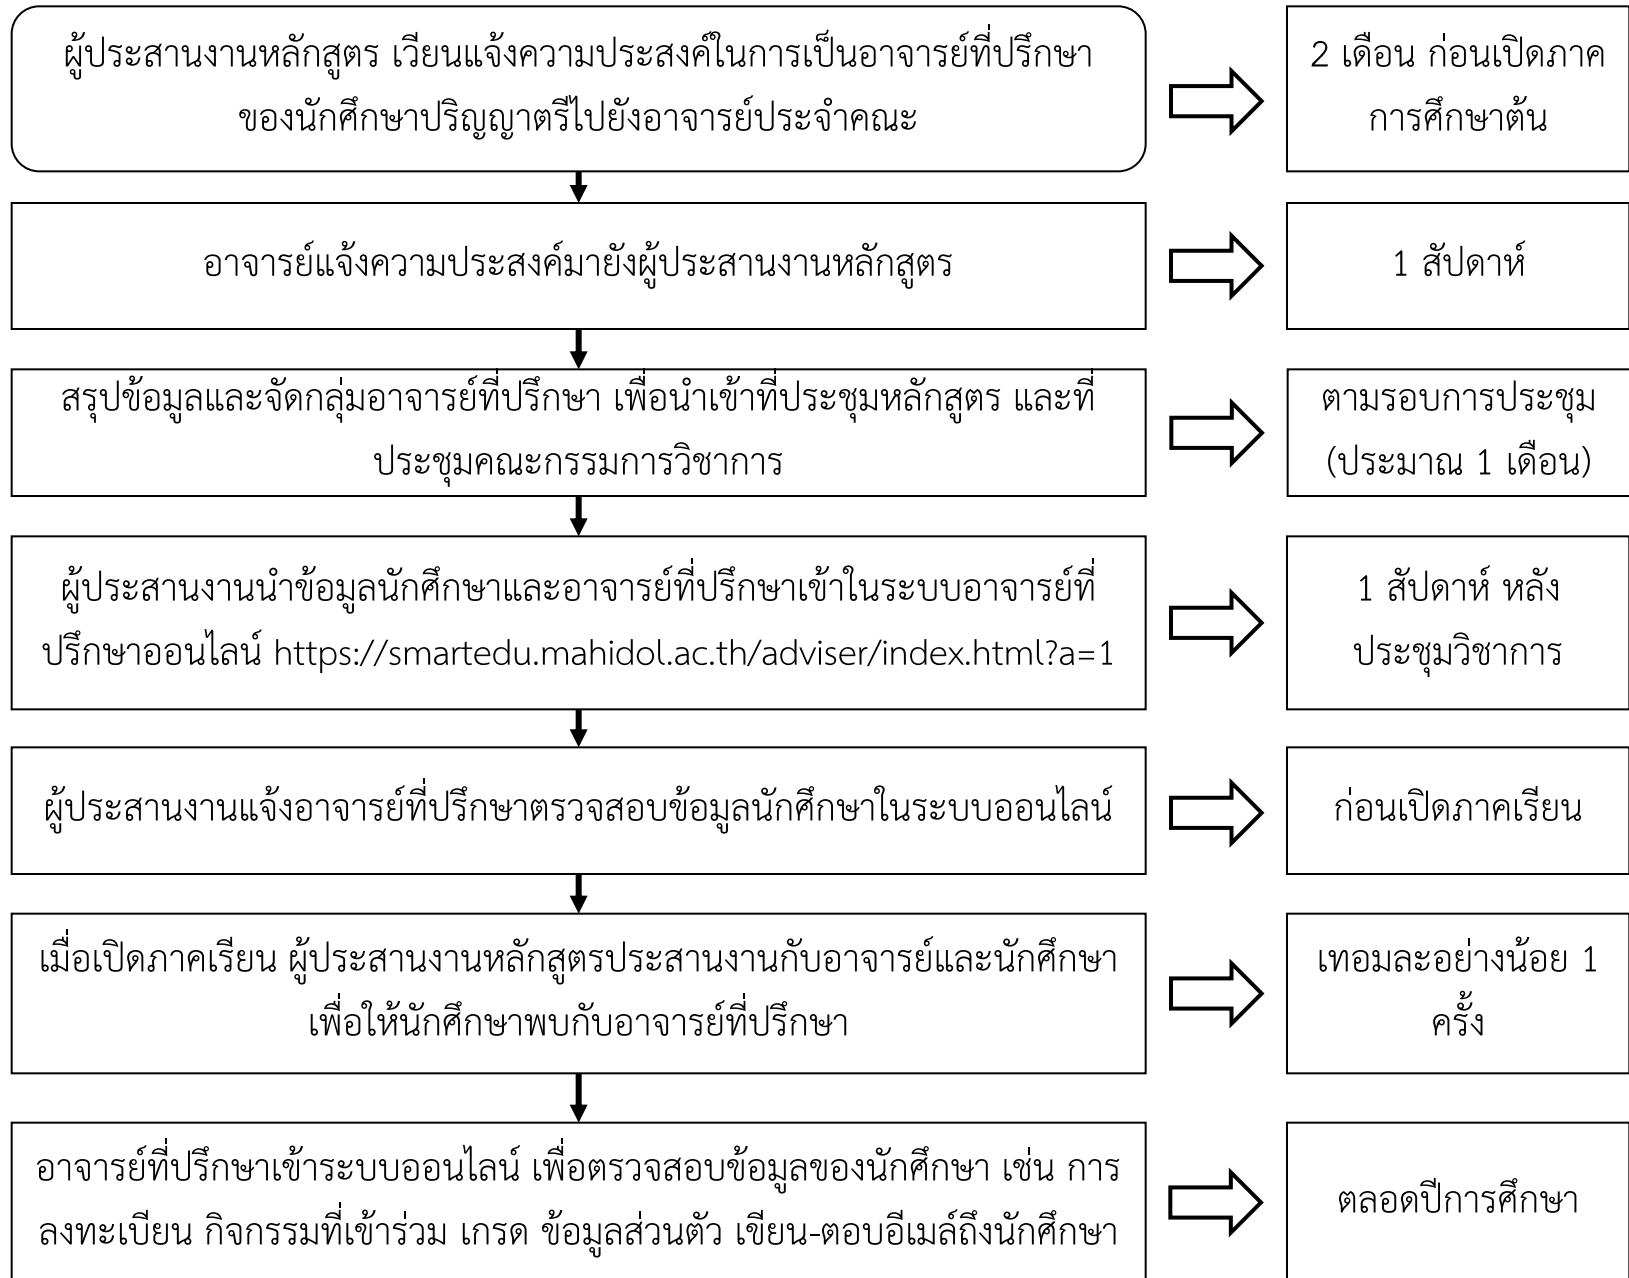 ผู้ประสานงานหลักสูตร เวียนแจ้งความประสงค์ในการเป็นอาจารย์ที่ปรึกษา
ของนักศึกษาปริญญาตรีไปยังอาจารย์ประจำคณะ
2 เดือน ก่อนเปิดภาค
การศึกษาต้น
อาจารย์แจ้งความประสงค์มายังผู้ประสานงานหลักสูตร
1 สัปดาห์
สรุปข้อมูลและจัดกลุ่มอาจารย์ที่ปรึกษา เพื่อนำเข้าที่ประชุมหลักสูตร และที่
ประชุมคณะกรรมการวิชาการ
ตามรอบการประชุม
(ประมาณ 1 เดือน)
ผู้ประสานงานนำข้อมูลนักศึกษาและอาจารย์ที่ปรึกษาเข้าในระบบอาจารย์ที่
ปรึกษาออนไลน์ https://smartedu.mahidol.ac.th/adviser/index.html?a=1
1 สัปดาห์ หลัง
ประชุมวิชาการ
ผู้ประสานงานแจ้งอาจารย์ที่ปรึกษาตรวจสอบข้อมูลนักศึกษาในระบบออนไลน์
ก่อนเปิดภาคเรียน
เมื่อเปิดภาคเรียน ผู้ประสานงานหลักสูตรประสานงานกับอาจารย์และนักศึกษา
เพื่อให้นักศึกษาพบกับอาจารย์ที่ปรึกษา
เทอมละอย่างน้อย 1
ครั้ง
อาจารย์ที่ปรึกษาเข้าระบบออนไลน์ เพื่อตรวจสอบข้อมูลของนักศึกษา เช่น การ
ลงทะเบียน กิจกรรมที่เข้าร่วม เกรด ข้อมูลส่วนตัว เขียน-ตอบอีเมล์ถึงนักศึกษา
ตลอดปีการศึกษา